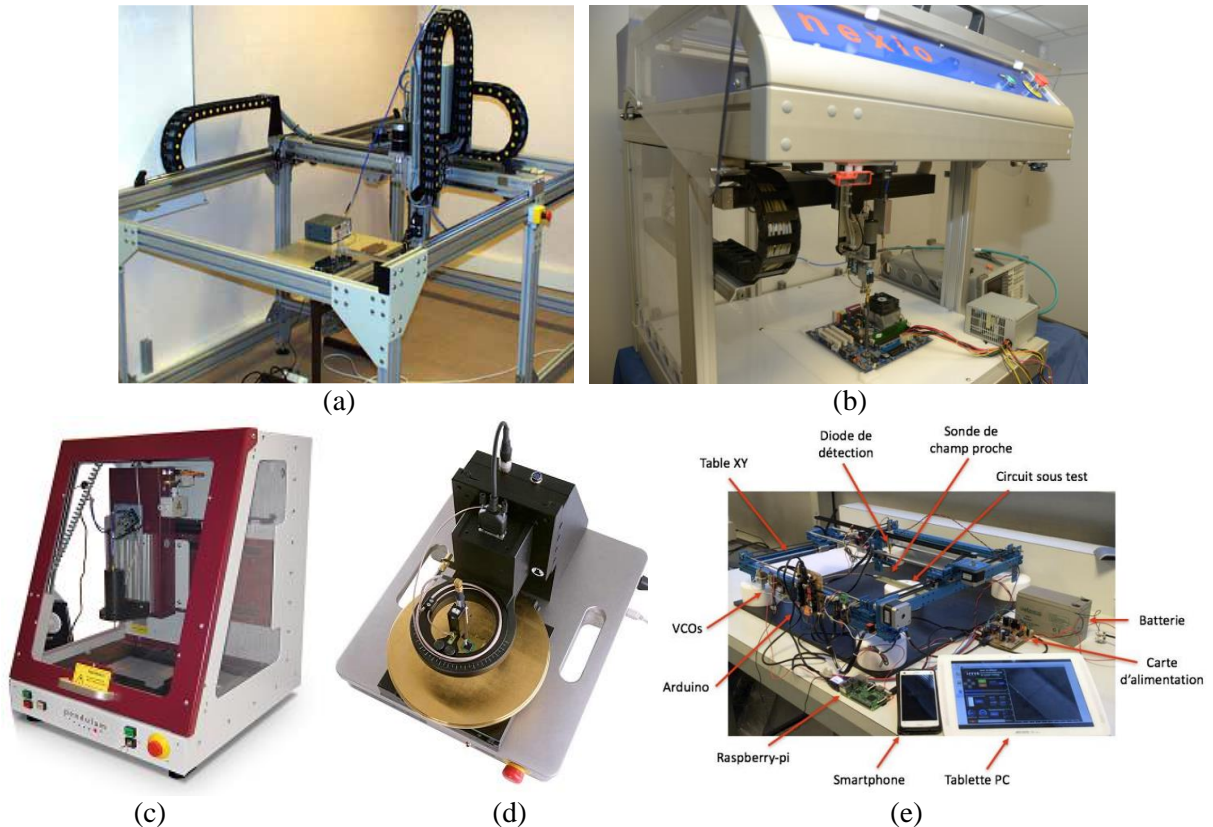 nexio
(a)
(b)
Diode de
détection
Sonde de
champ proche
Table XY
Circuit sous test
VCOs
Batterie
Arduino
Carte
d'alimentation
Raspberry-pi
Smartphone
Tablette PC
pendulum
(c)
(d)
(e)